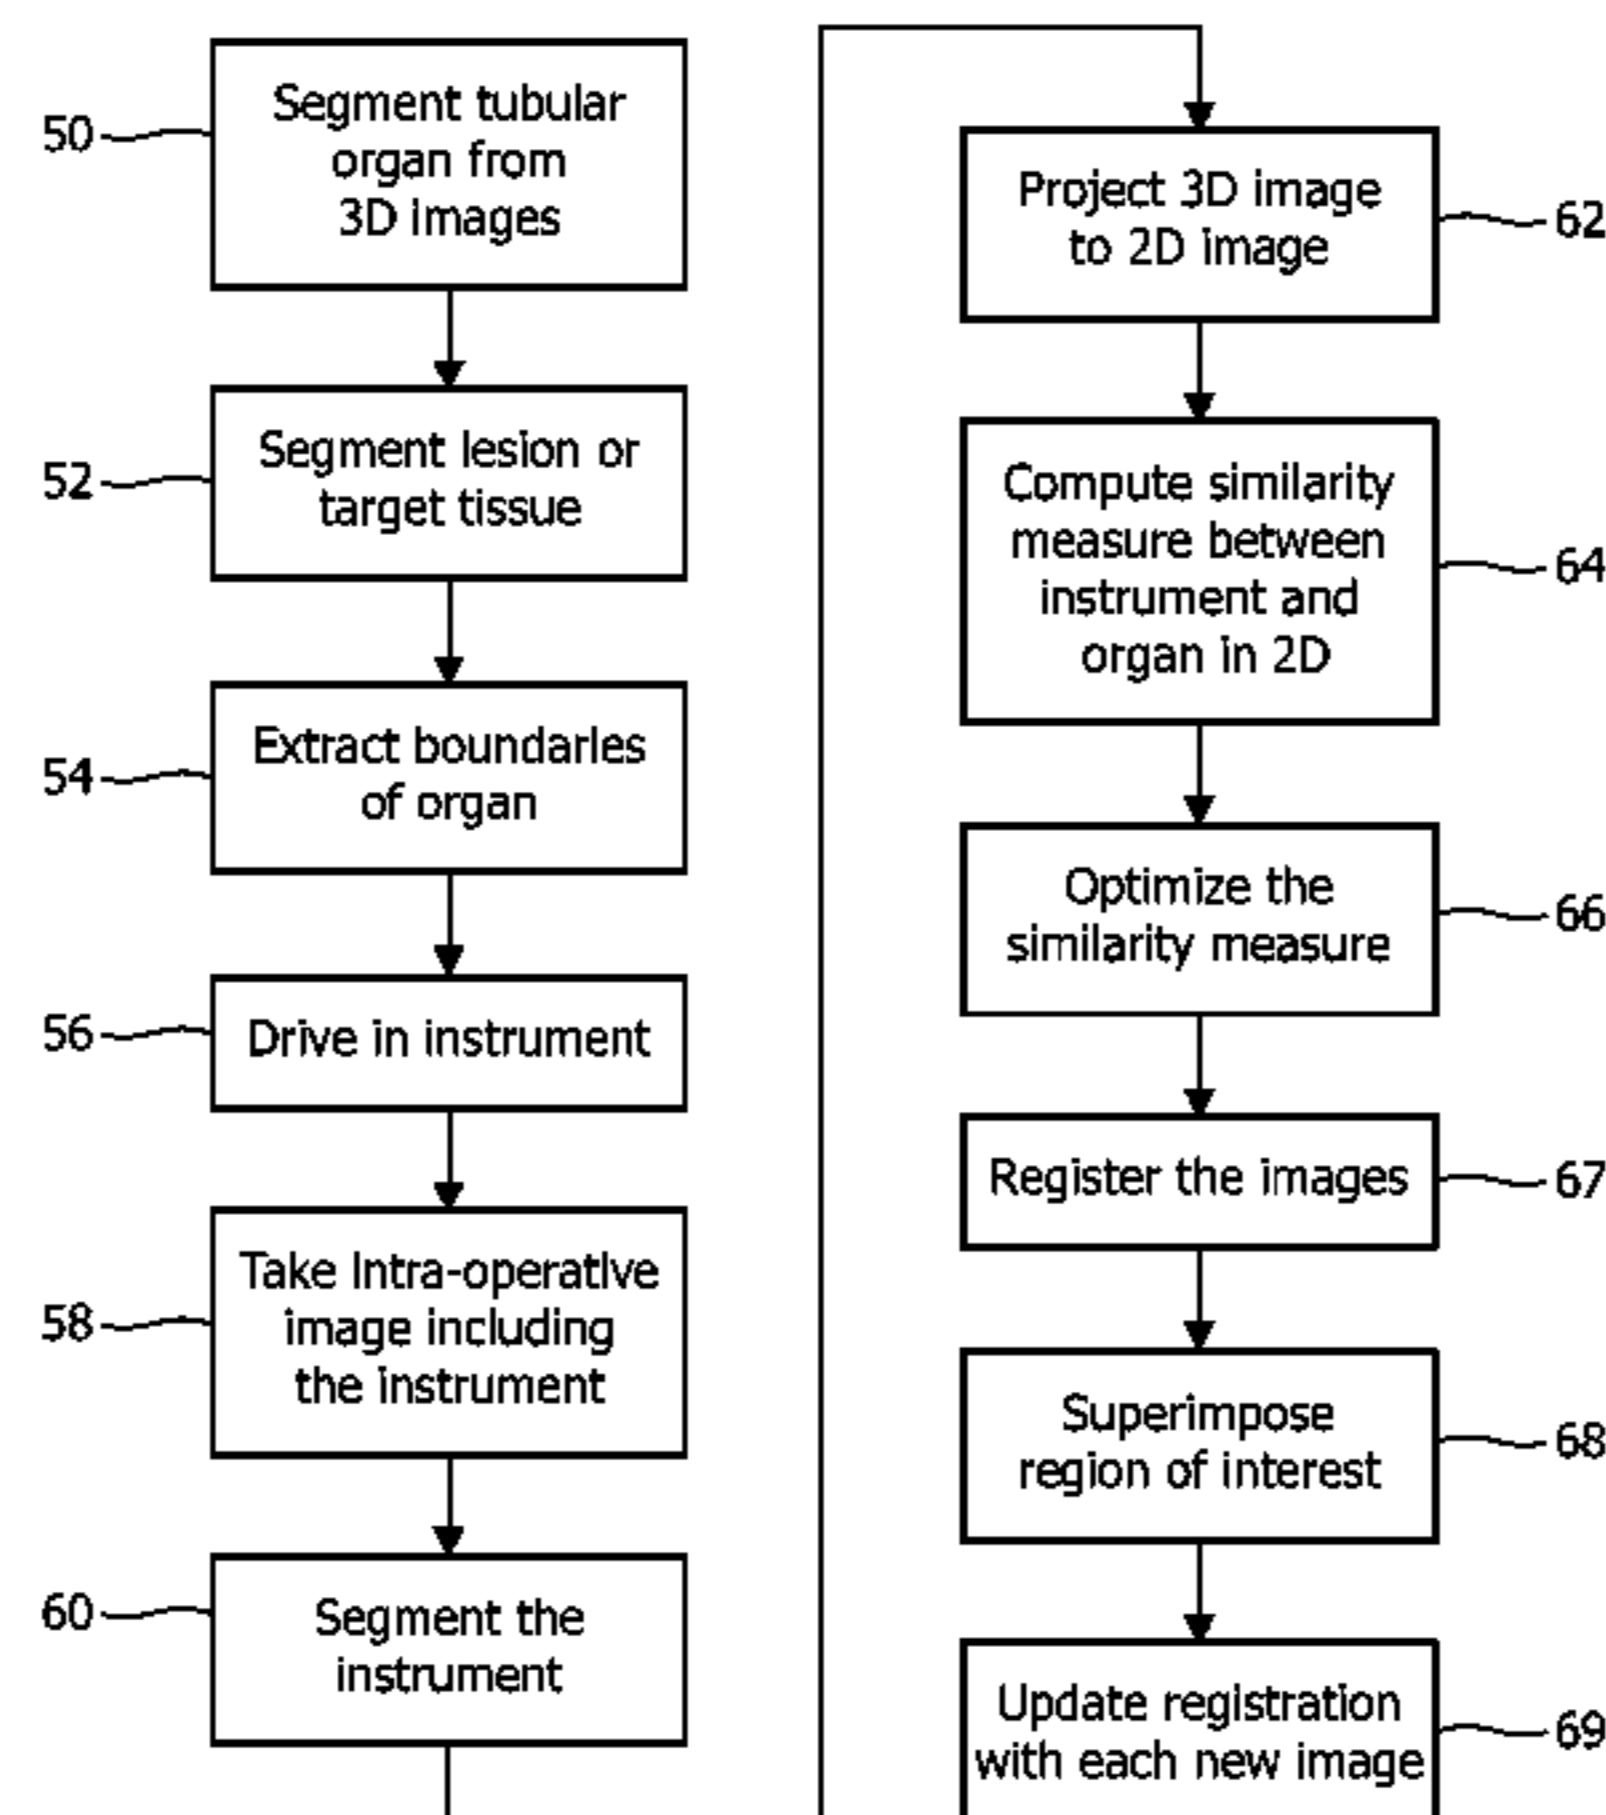 50
Segment tubular
organ from
3D images
52
Segment lesion or
target tissue
54
Extract boundaries
of organ
56
Drive in instrument
58
Take intra-operative
image including
the instrument
60
Segment the
instrument
Project 3D image
to 2D image
62
Compute similarity
measure between
instrument and
organ in 2D
64
Optimize the
similarity measure
66
Register the images
67
Superimpose
region of interest
68
Update registration
with each new image
69